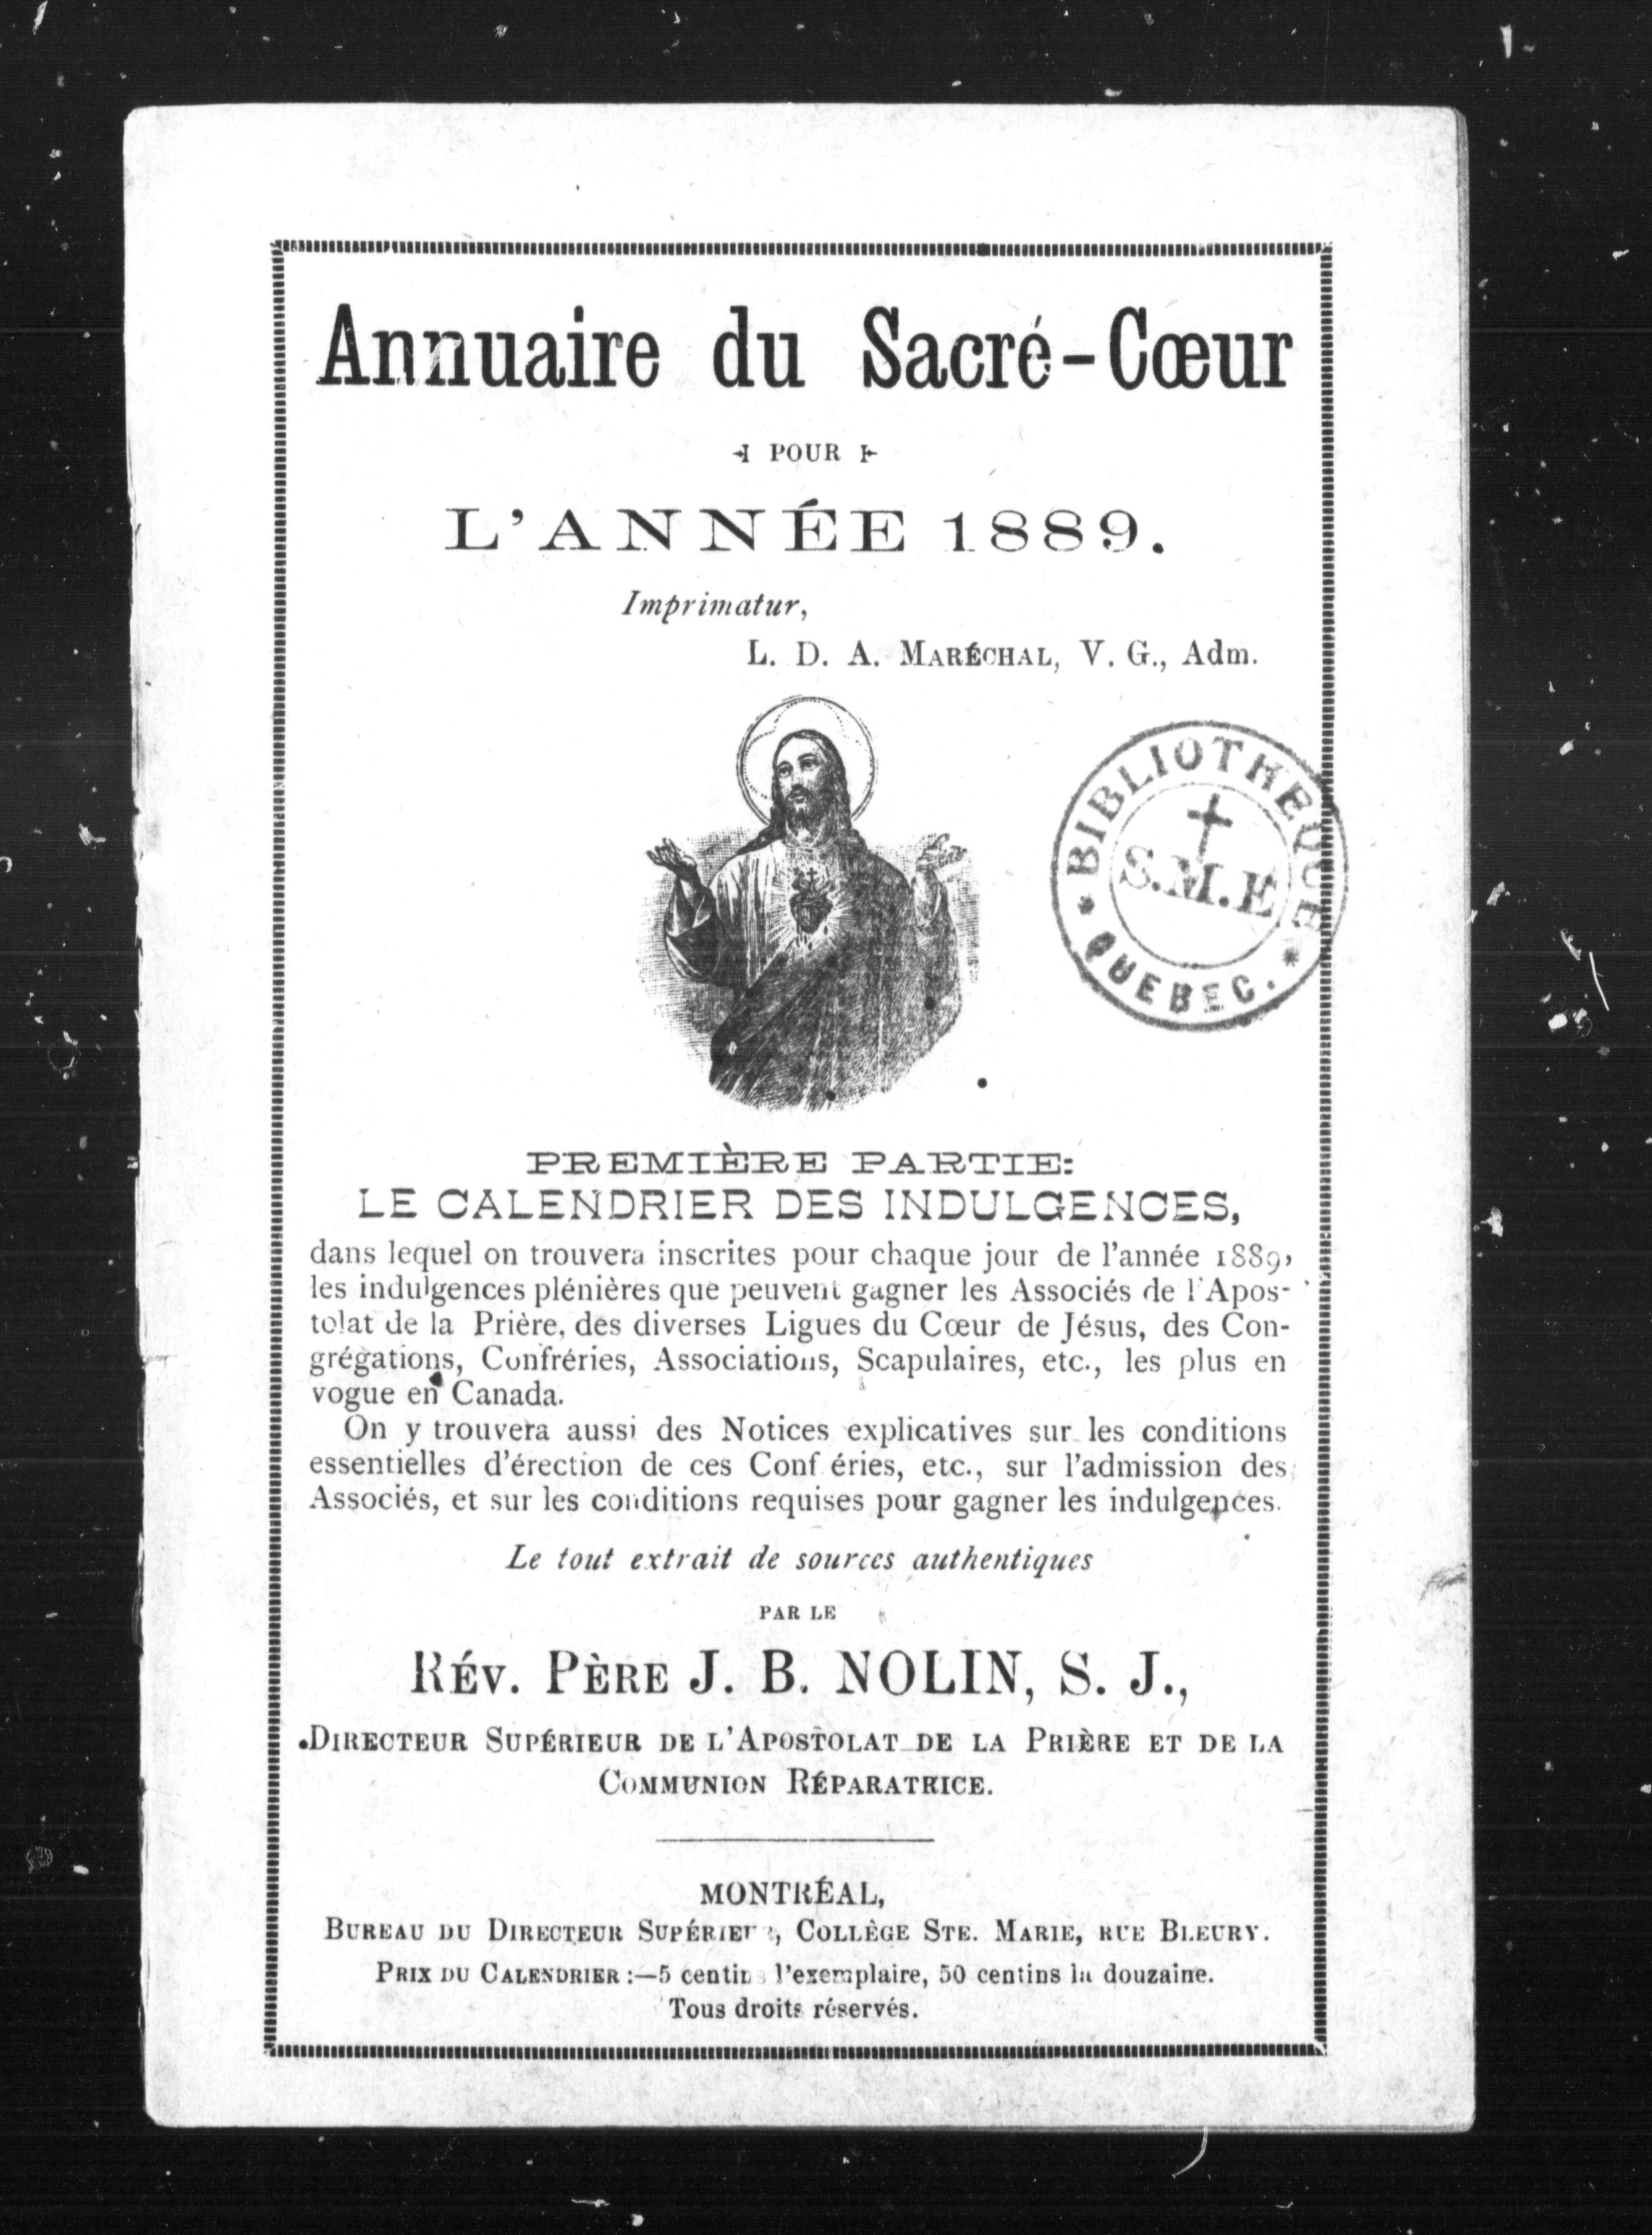 Annuaire du Sacré-Cœur
POUR
L'ANNÉE 1889.
Imprimatur,
L. D. A. MARÉCHAL, V. G., Adm.
BIBLIOTHEQUE
S.M.E
QUEBEC.
PREMIÈRE PARTIE:
LE CALENDRIER DES INDULGENCES,
dans lequel on trouvera inscrites pour chaque jour de l'année 1889,
les indulgences plénières que peuvent gagner les Associés de l'Apos-
tolat de la Prière, des diverses Ligues du Cœur de Jésus, des Con-
grégations, Confréries, Associations, Scapulaires, etc., les plus en
vogue en Canada.
On y trouvera aussi des Notices explicatives sur les conditions
essentielles d'érection de ces Conf éries, etc., sur l'admission des
Associés, et sur les conditions requises pour gagner les indulgences.
Le tout extrait de sources authentiques
PAR LE
RÉV. PÈRE J. B. NOLIN, S. J.,
DIRECTEUR SUPÉRIEUR DE L'APOSTOLAT DE LA PRIÈRE ET DE LA
COMMUNION RÉPARATRICE.
MONTRÉAL,
BUREAU DU DIRECTEUR SUPÉRIEUR, COLLÈGE STE. MARIE, RUE BLEURY.
PRIX DU CALENDRIER :—5 centins l'exemplaire, 50 centins la douzaine.
Tous droits réservés.